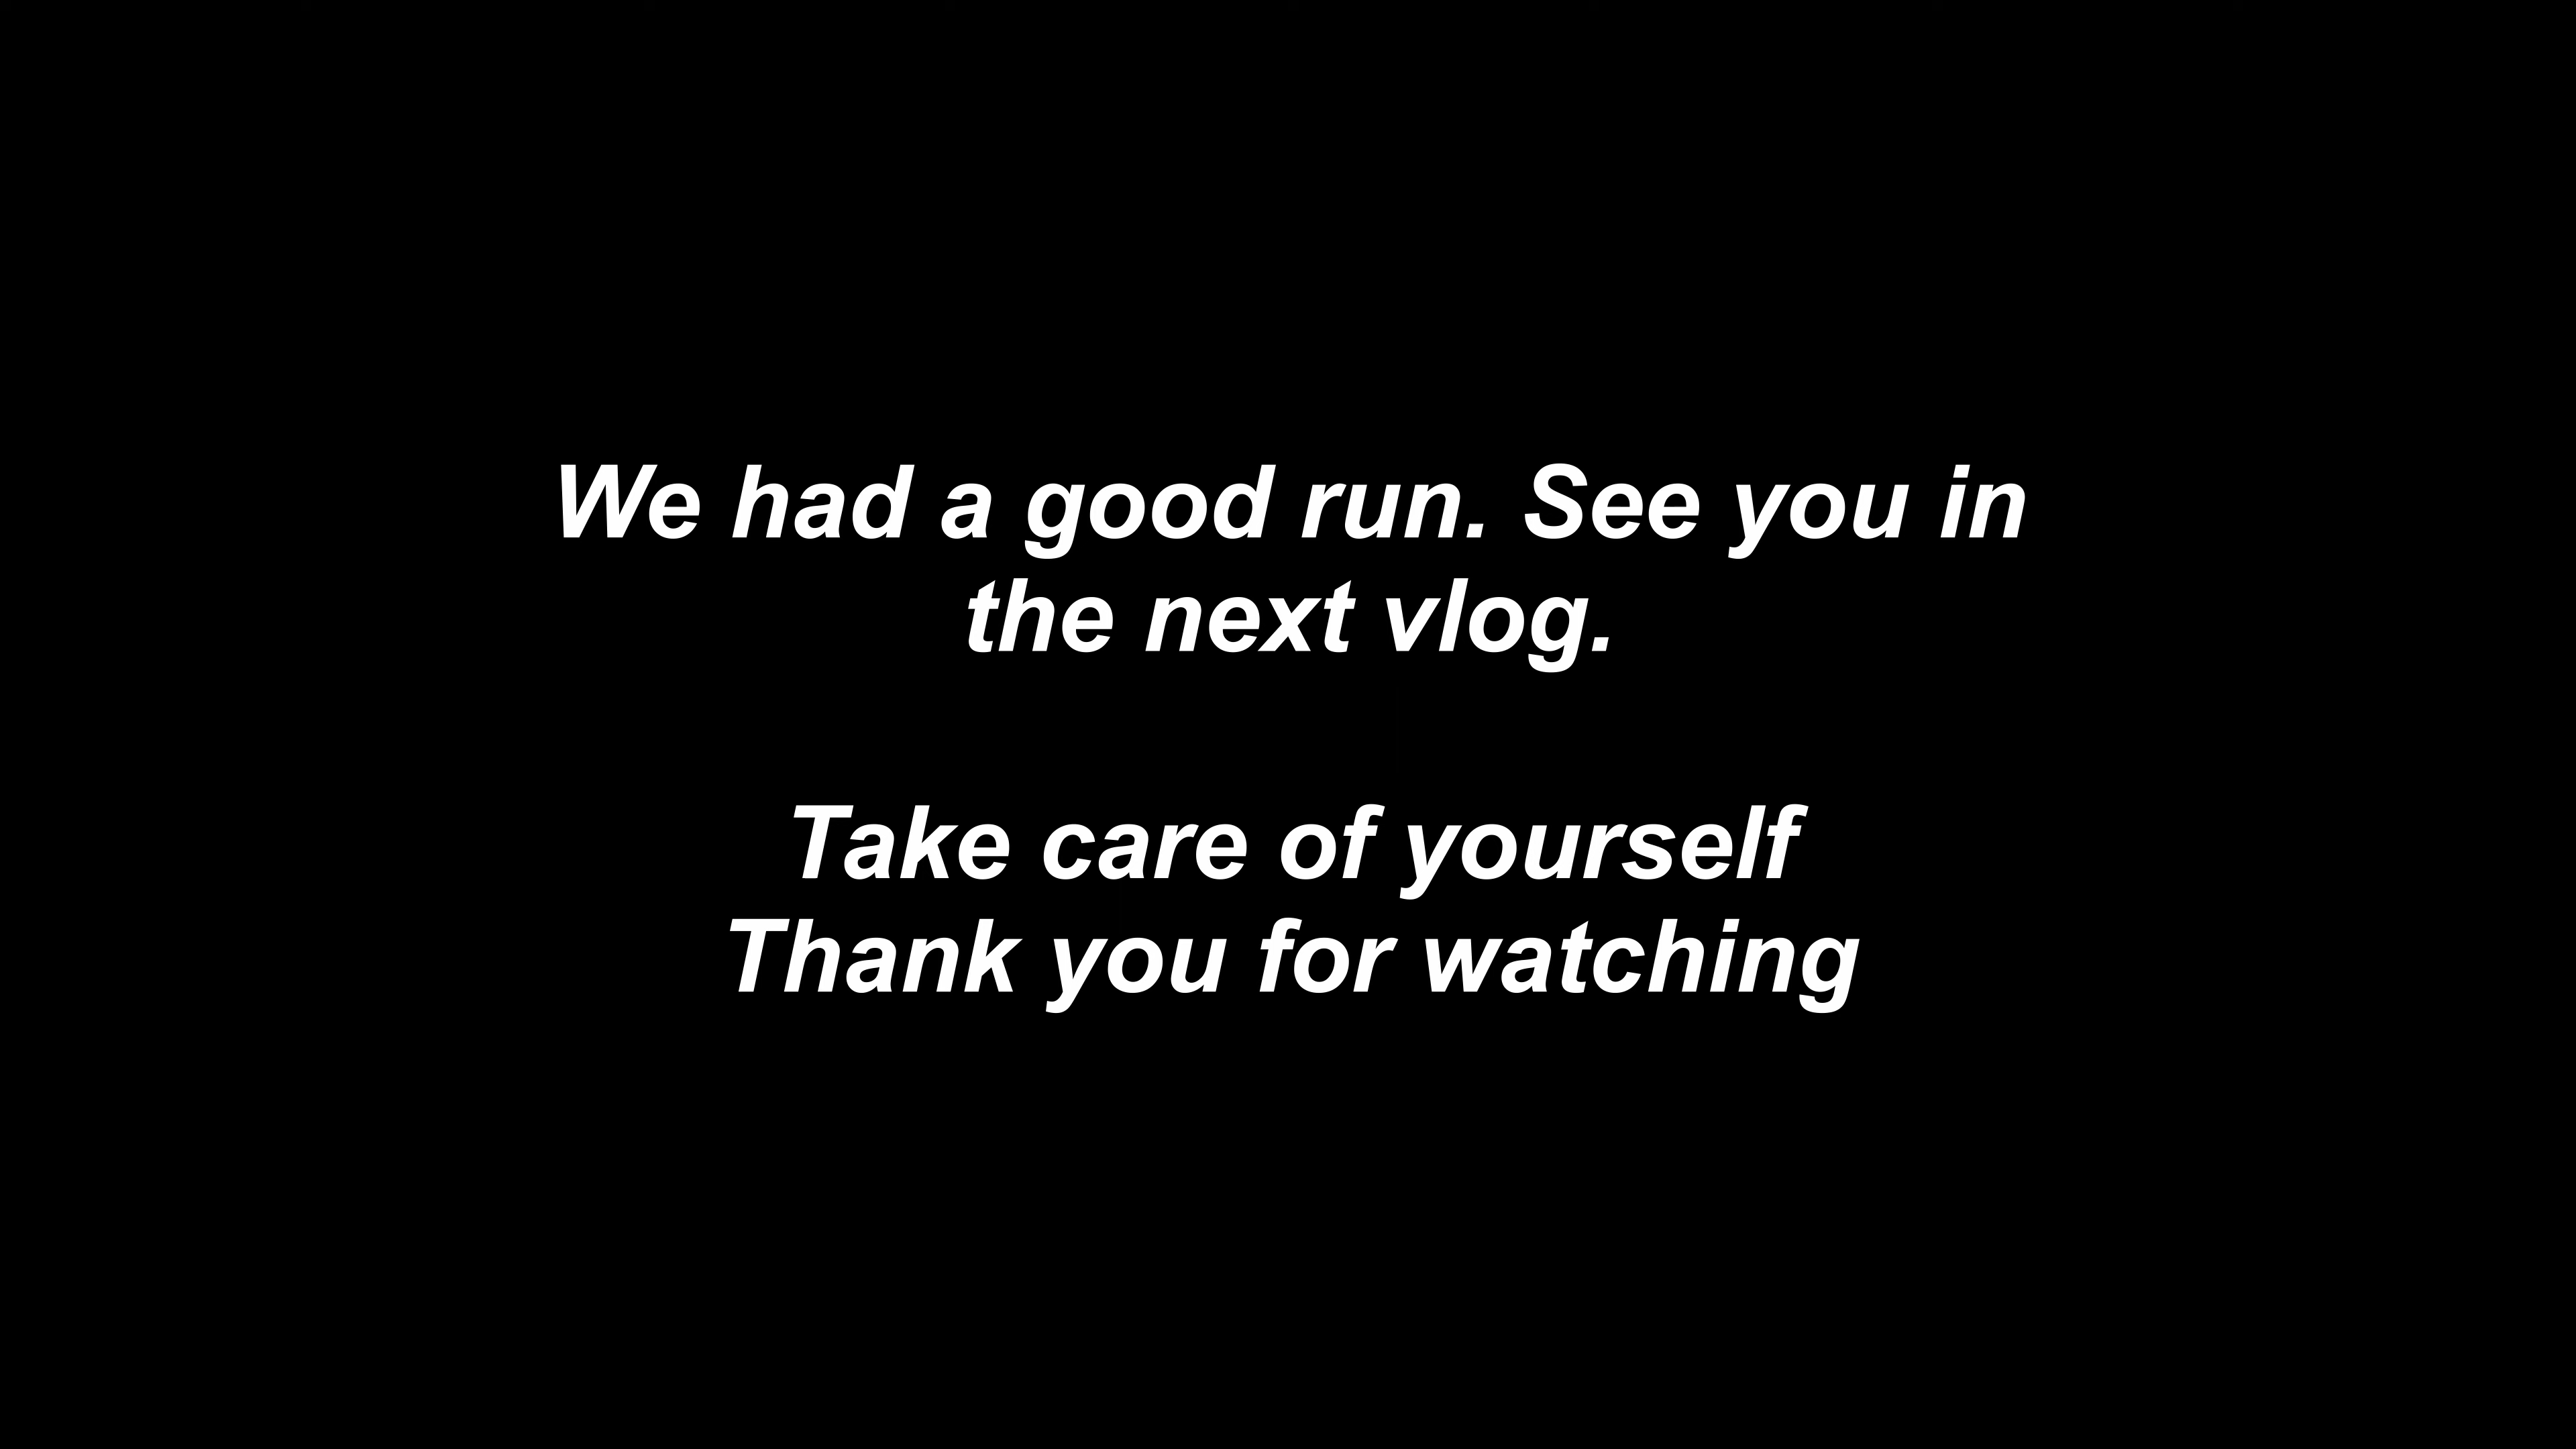 We had a good run. See you in
the next vlog.
Take care of yourself
Thank you for watching